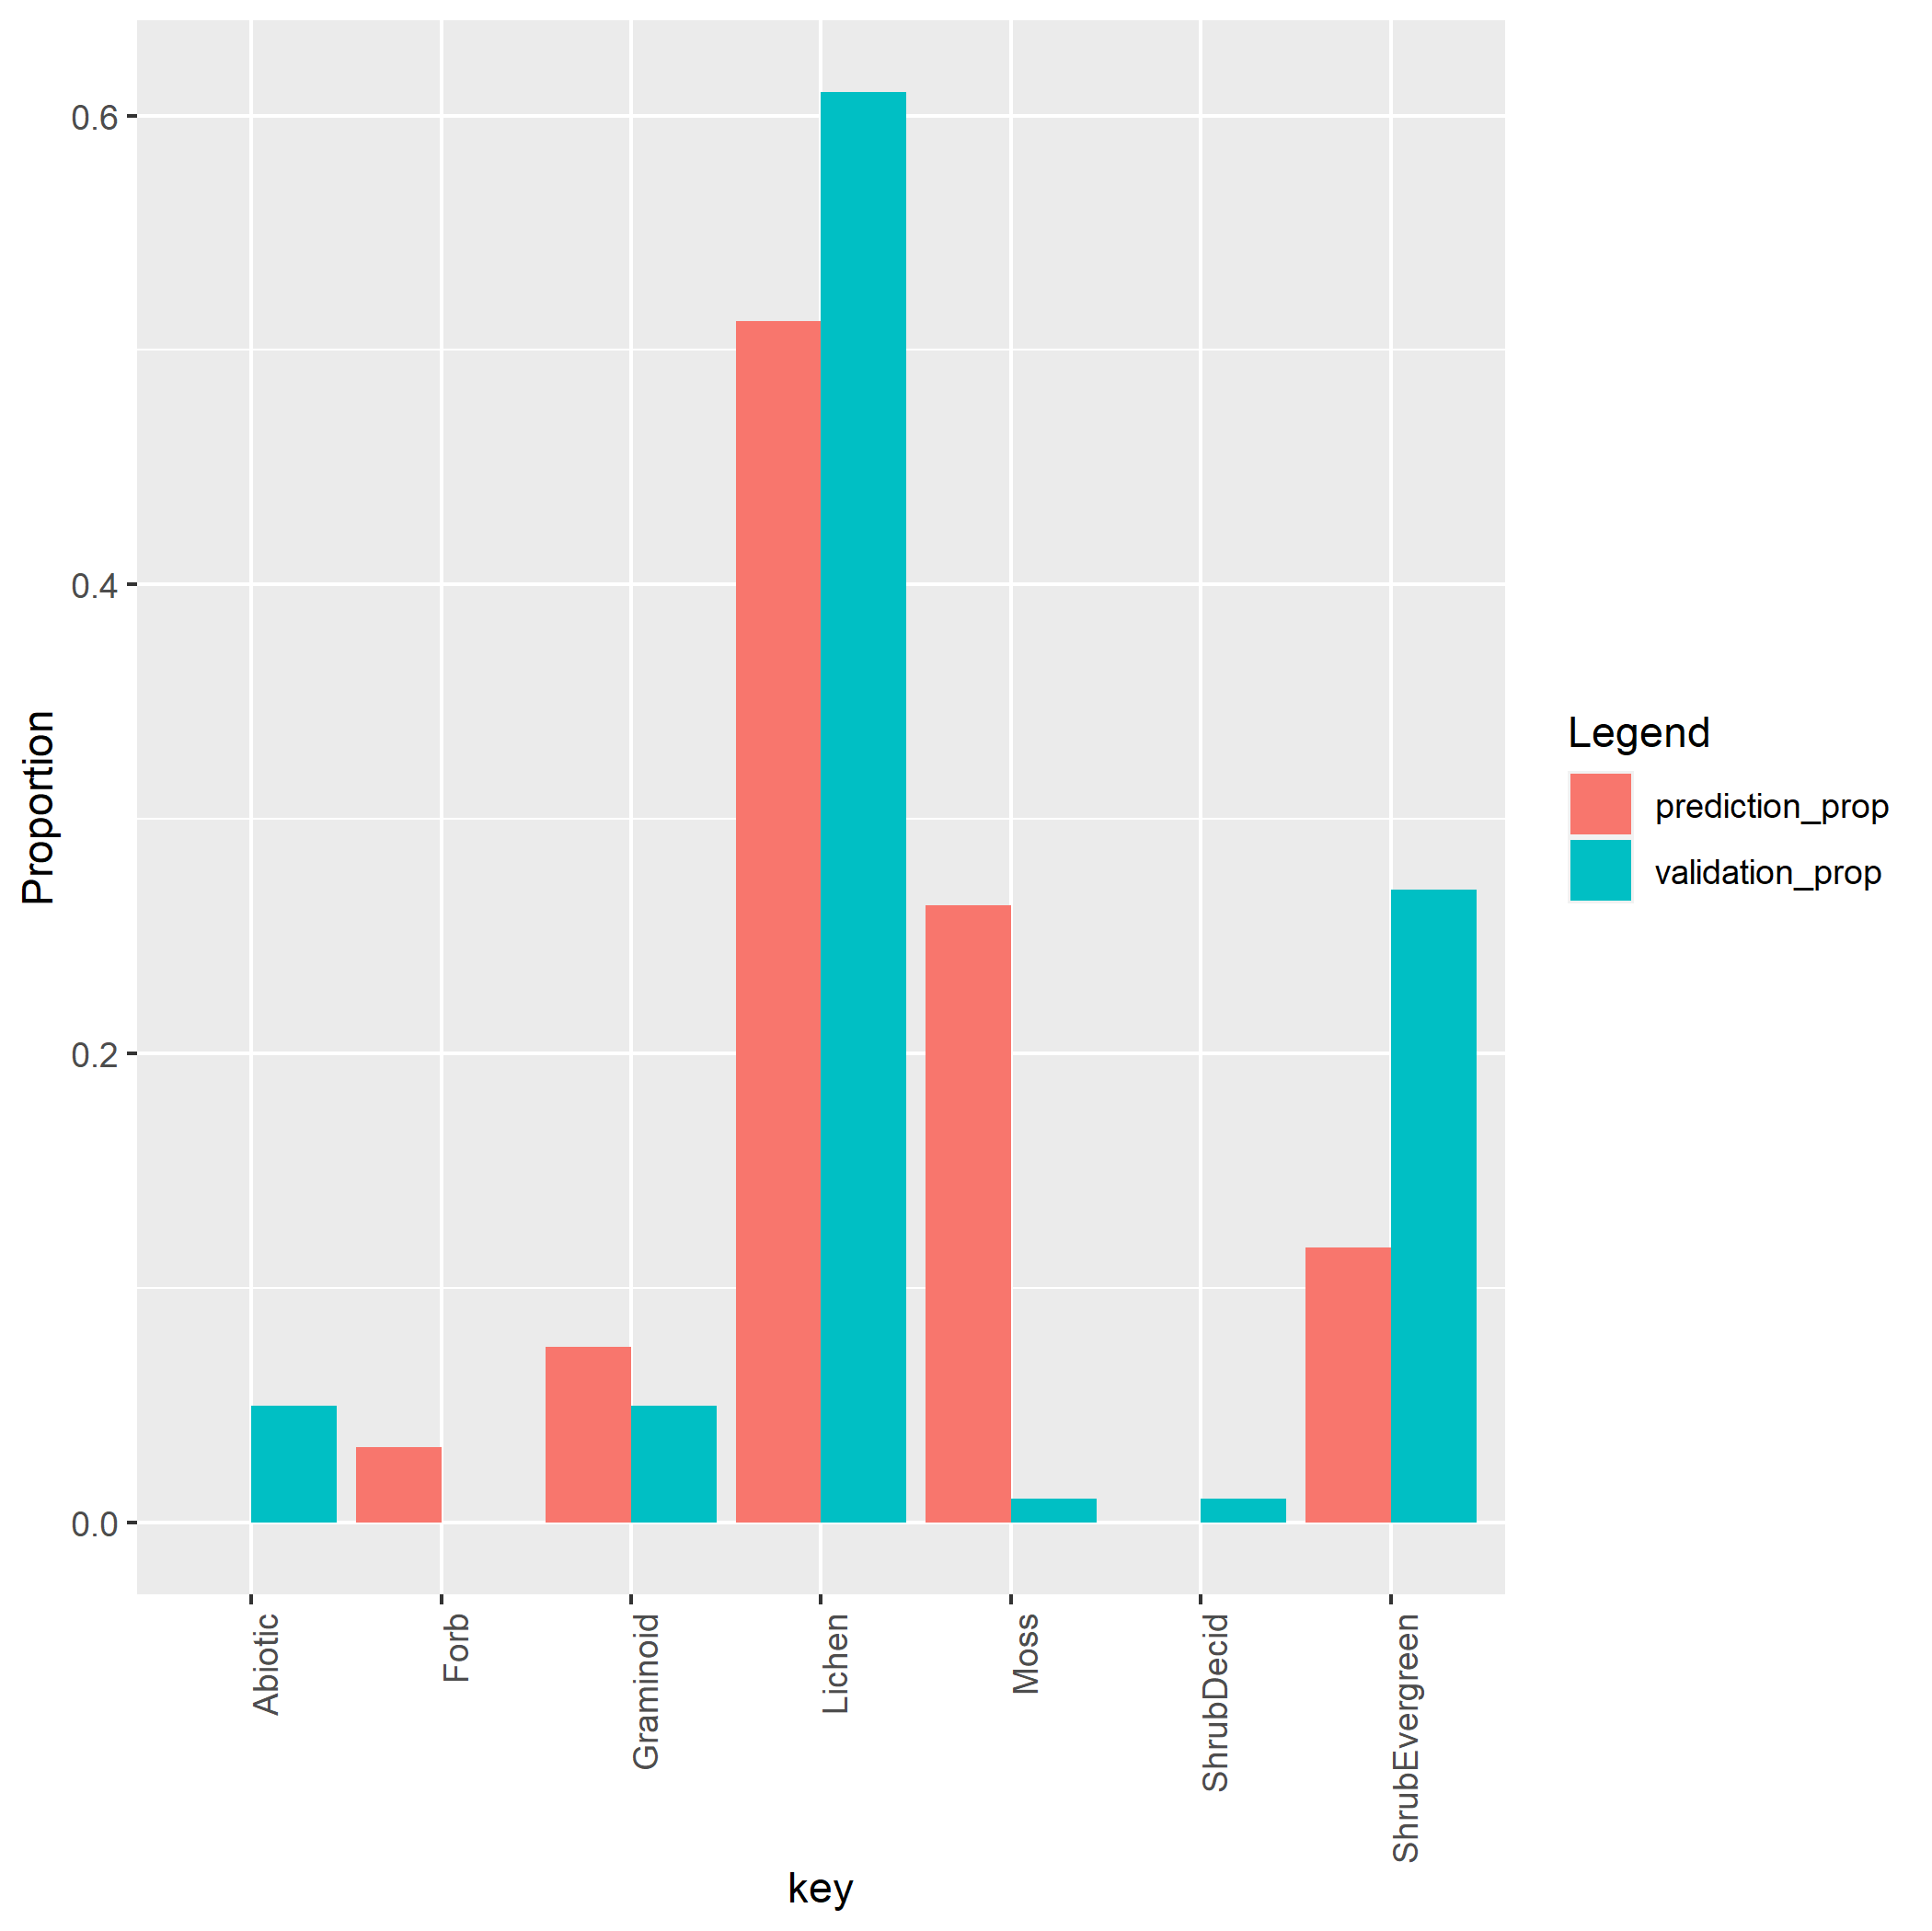 Proportion
0.6
0.4
0.2
0.0
Abiotic
Forb
Graminoid
Lichen
Moss
ShrubDecid
ShrubEvergreen
key
Legend
prediction_prop
validation_prop